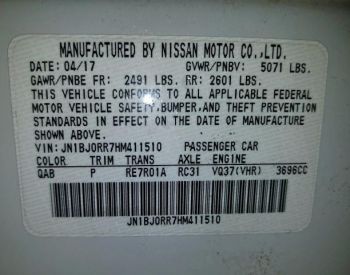 MANUFACTURED BY NISSAN MOTOR CO.,LTD.
DATE: 04/17 GVWR/PNBV: 5071 LBS.
GAWR/PNBE FR: 2491 LBS. RR: 2601 LBS.
THIS VEHICLE CONFORMS TO ALL APPLICABLE FEDERAL
MOTOR VEHICLE SAFETY,BUMPER,AND THEFT PREVENTION
STANDARDS IN EFFECT ON THE DATE OF MANUFACTURE
SHOWN ABOVE.
VIN: JN1BJ0RR7HM411510 PASSENGER CAR
COLOR TRIM TRANS AXLE ENGINE
QAB P RE7R01A RC31 VQ37(VHR) 3696CC
JN1BJ0RR7HM411510